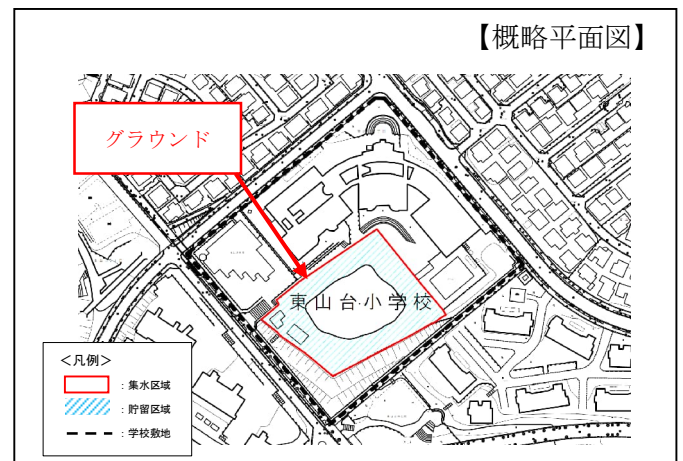 【概略平面図】
グラウンド
東山台小学校
<凡例>
：集水区域
：貯留区域
：学校敷地